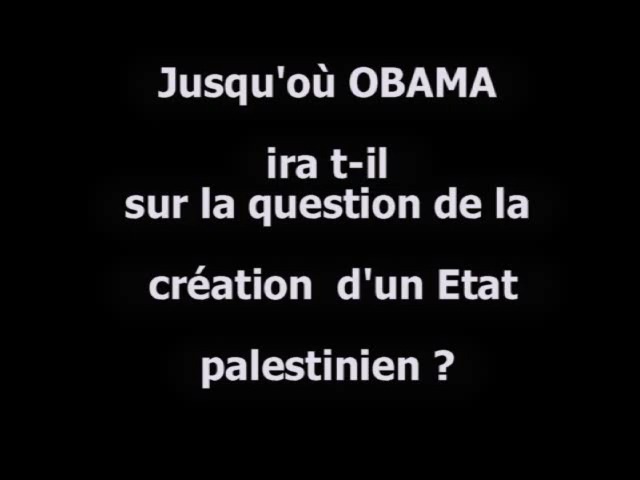 Jusqu'où OBAMA
ira t-il
sur la question de la
création  d'un Etat
palestinien ?